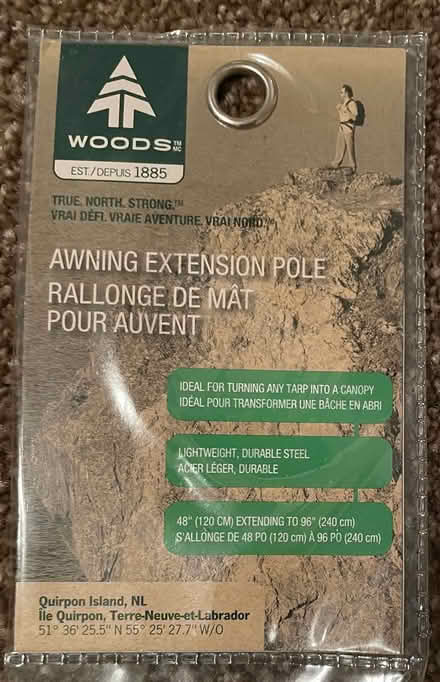 WOODS™ MC
EST./DEPUIS 1885
TRUE. NORTH. STRONG.™
VRAI DÉFI. VRAIE AVENTURE. VRAI NORD.MC
AWNING EXTENSION POLE
RALLONGE DE MÂT
POUR AUVENT
IDEAL FOR TURNING ANY TARP INTO A CANOPY
IDÉAL POUR TRANSFORMER UNE BÂCHE EN ABRI
LIGHTWEIGHT, DURABLE STEEL
ACIER LÉGER, DURABLE
48" (120 CM) EXTENDING TO 96" (240 cm)
S'ALLONGE DE 48 PO (120 cm) À 96 PO (240 cm)
Quirpon Island, NL
Île Quirpon, Terre-Neuve-et-Labrador
51° 36' 25.5" N 55° 25' 27.7" W/O